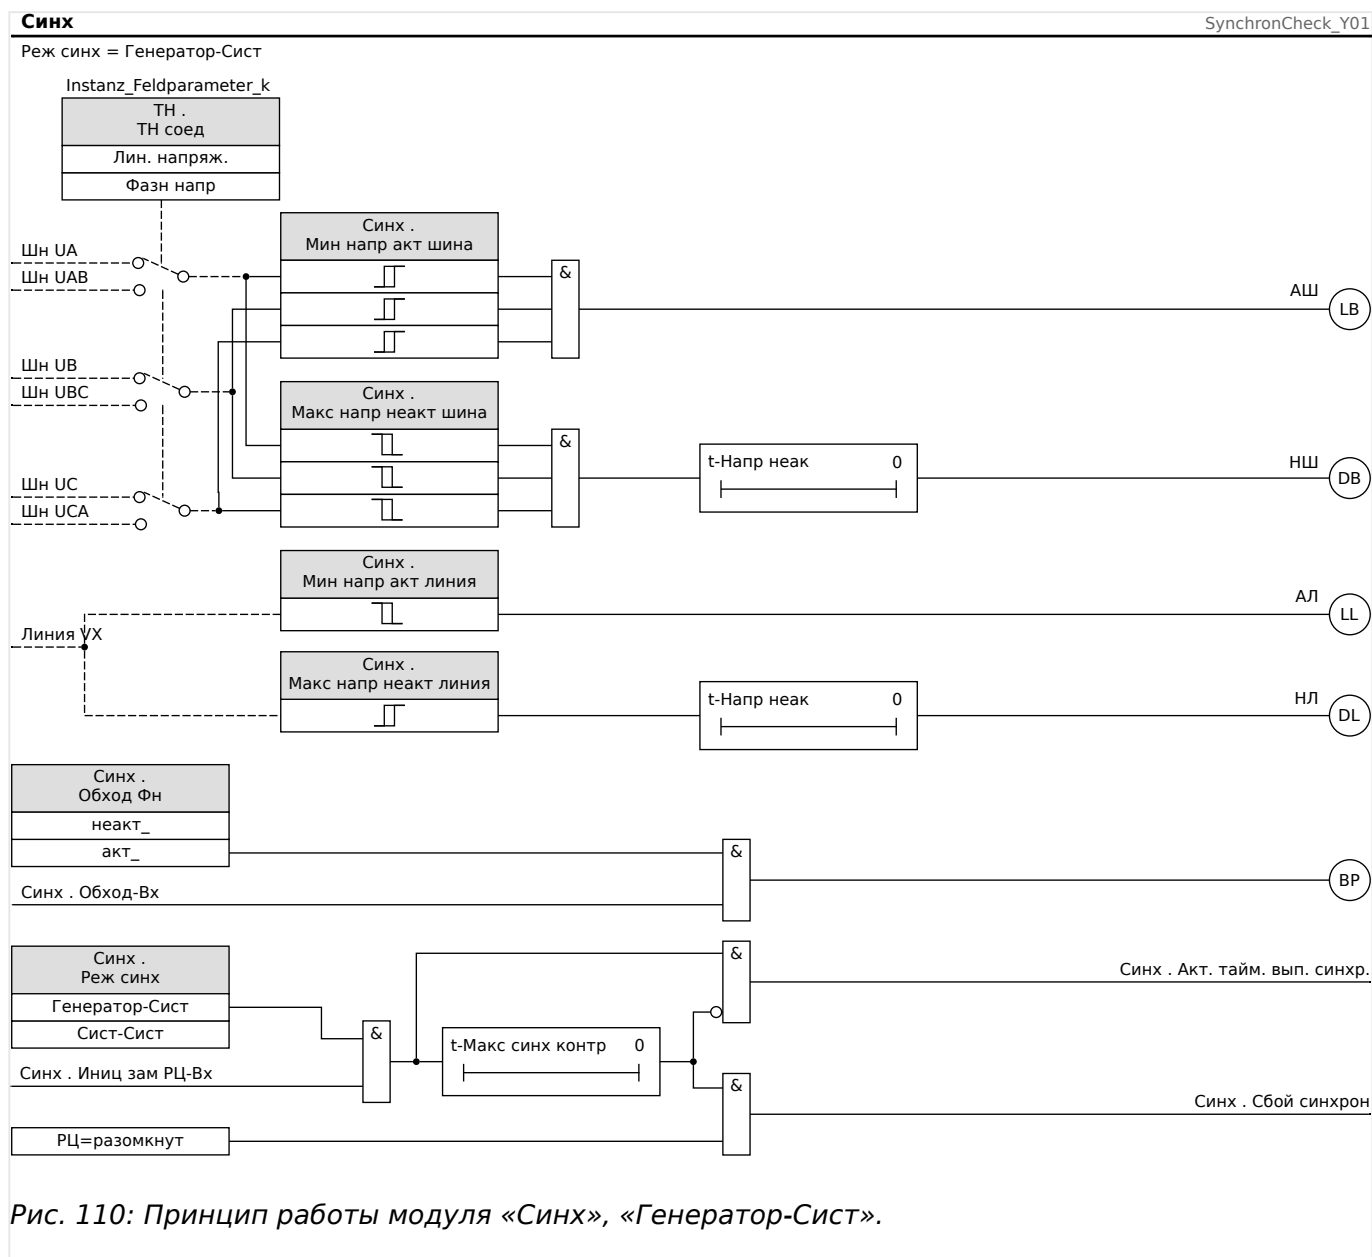 Синх
SynchronCheck_Y01
Реж синх = Генератор-Сист
Instanz_Feldparameter_k
ТН .
ТН соед
Лин. напряж.
Фазн напр
Шн UA
Шн UAB
Шн UB
Шн UBC
Шн UC
Шн UCA
Синх .
Мин напр акт шина
&
АШ
LB
Синх .
Макс напр неакт шина
&
t-Напр неак 0
НШ
DB
Синх .
Мин напр акт линия
АЛ
LL
Линия VX
Синх .
Макс напр неакт линия
t-Напр неак 0
НЛ
DL
Синх .
Обход Фн
неакт_
акт_
Синх . Обход-Вх
&
BP
Синх .
Реж синх
Генератор-Сист
Сист-Сист
Синх . Иниц зам РЦ-Вх
&
t-Макс синх контр 0
&
Синх . Акт. тайм. вып. синхр.
&
Синх . Сбой синхрон
РЦ=разомкнут
Рис. 110: Принцип работы модуля «Синх», «Генератор-Сист».